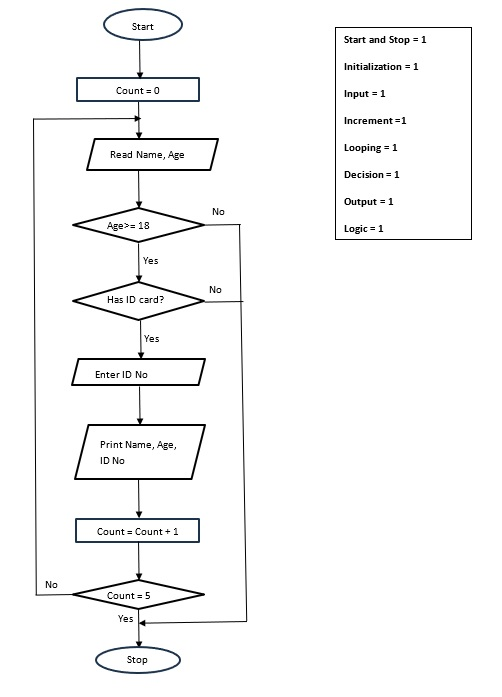 Start
Count = 0
Read Name, Age
Age>= 18
No
Yes
Has ID card?
No
Yes
Enter ID No
Print Name, Age,
ID No
Count = Count + 1
No
Count = 5
Yes
Stop
Start and Stop = 1
Initialization = 1
Input = 1
Increment =1
Looping = 1
Decision = 1
Output = 1
Logic = 1